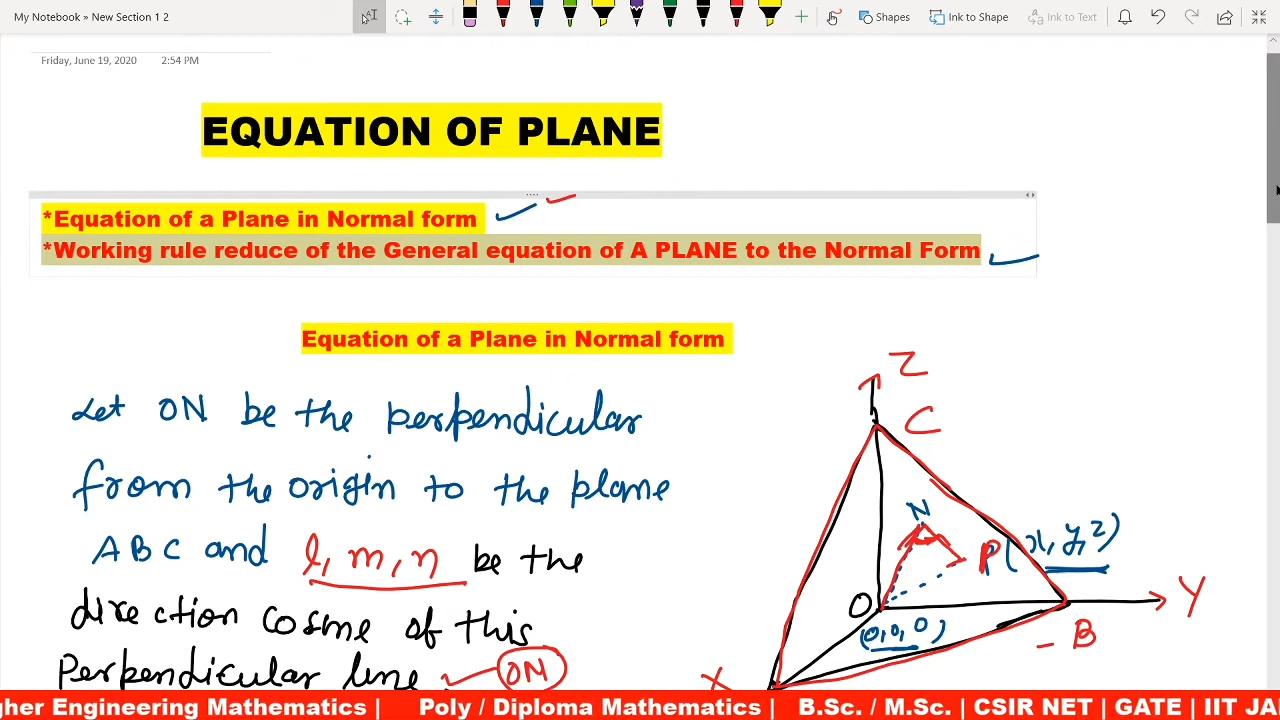 My Notebook » New Section 1 2
Shapes
Ink to Shape
Ink to Text
Friday, June 19, 2020 2:54 PM
EQUATION OF PLANE
*Equation of a Plane in Normal form
*Working rule reduce of the General equation of A PLANE to the Normal Form
Equation of a Plane in Normal form
Let ON be the perpendicular
from the origin to the plane
ABC and l, m, n be the
direction cosine of this
Perpendicular line ON
Z
C
N
P(x, y, z)
O
(0,0,0)
Y
B
X
gher Engineering Mathematics | Poly / Diploma Mathematics | B.Sc. / M.Sc. | CSIR NET | GATE | IIT JA